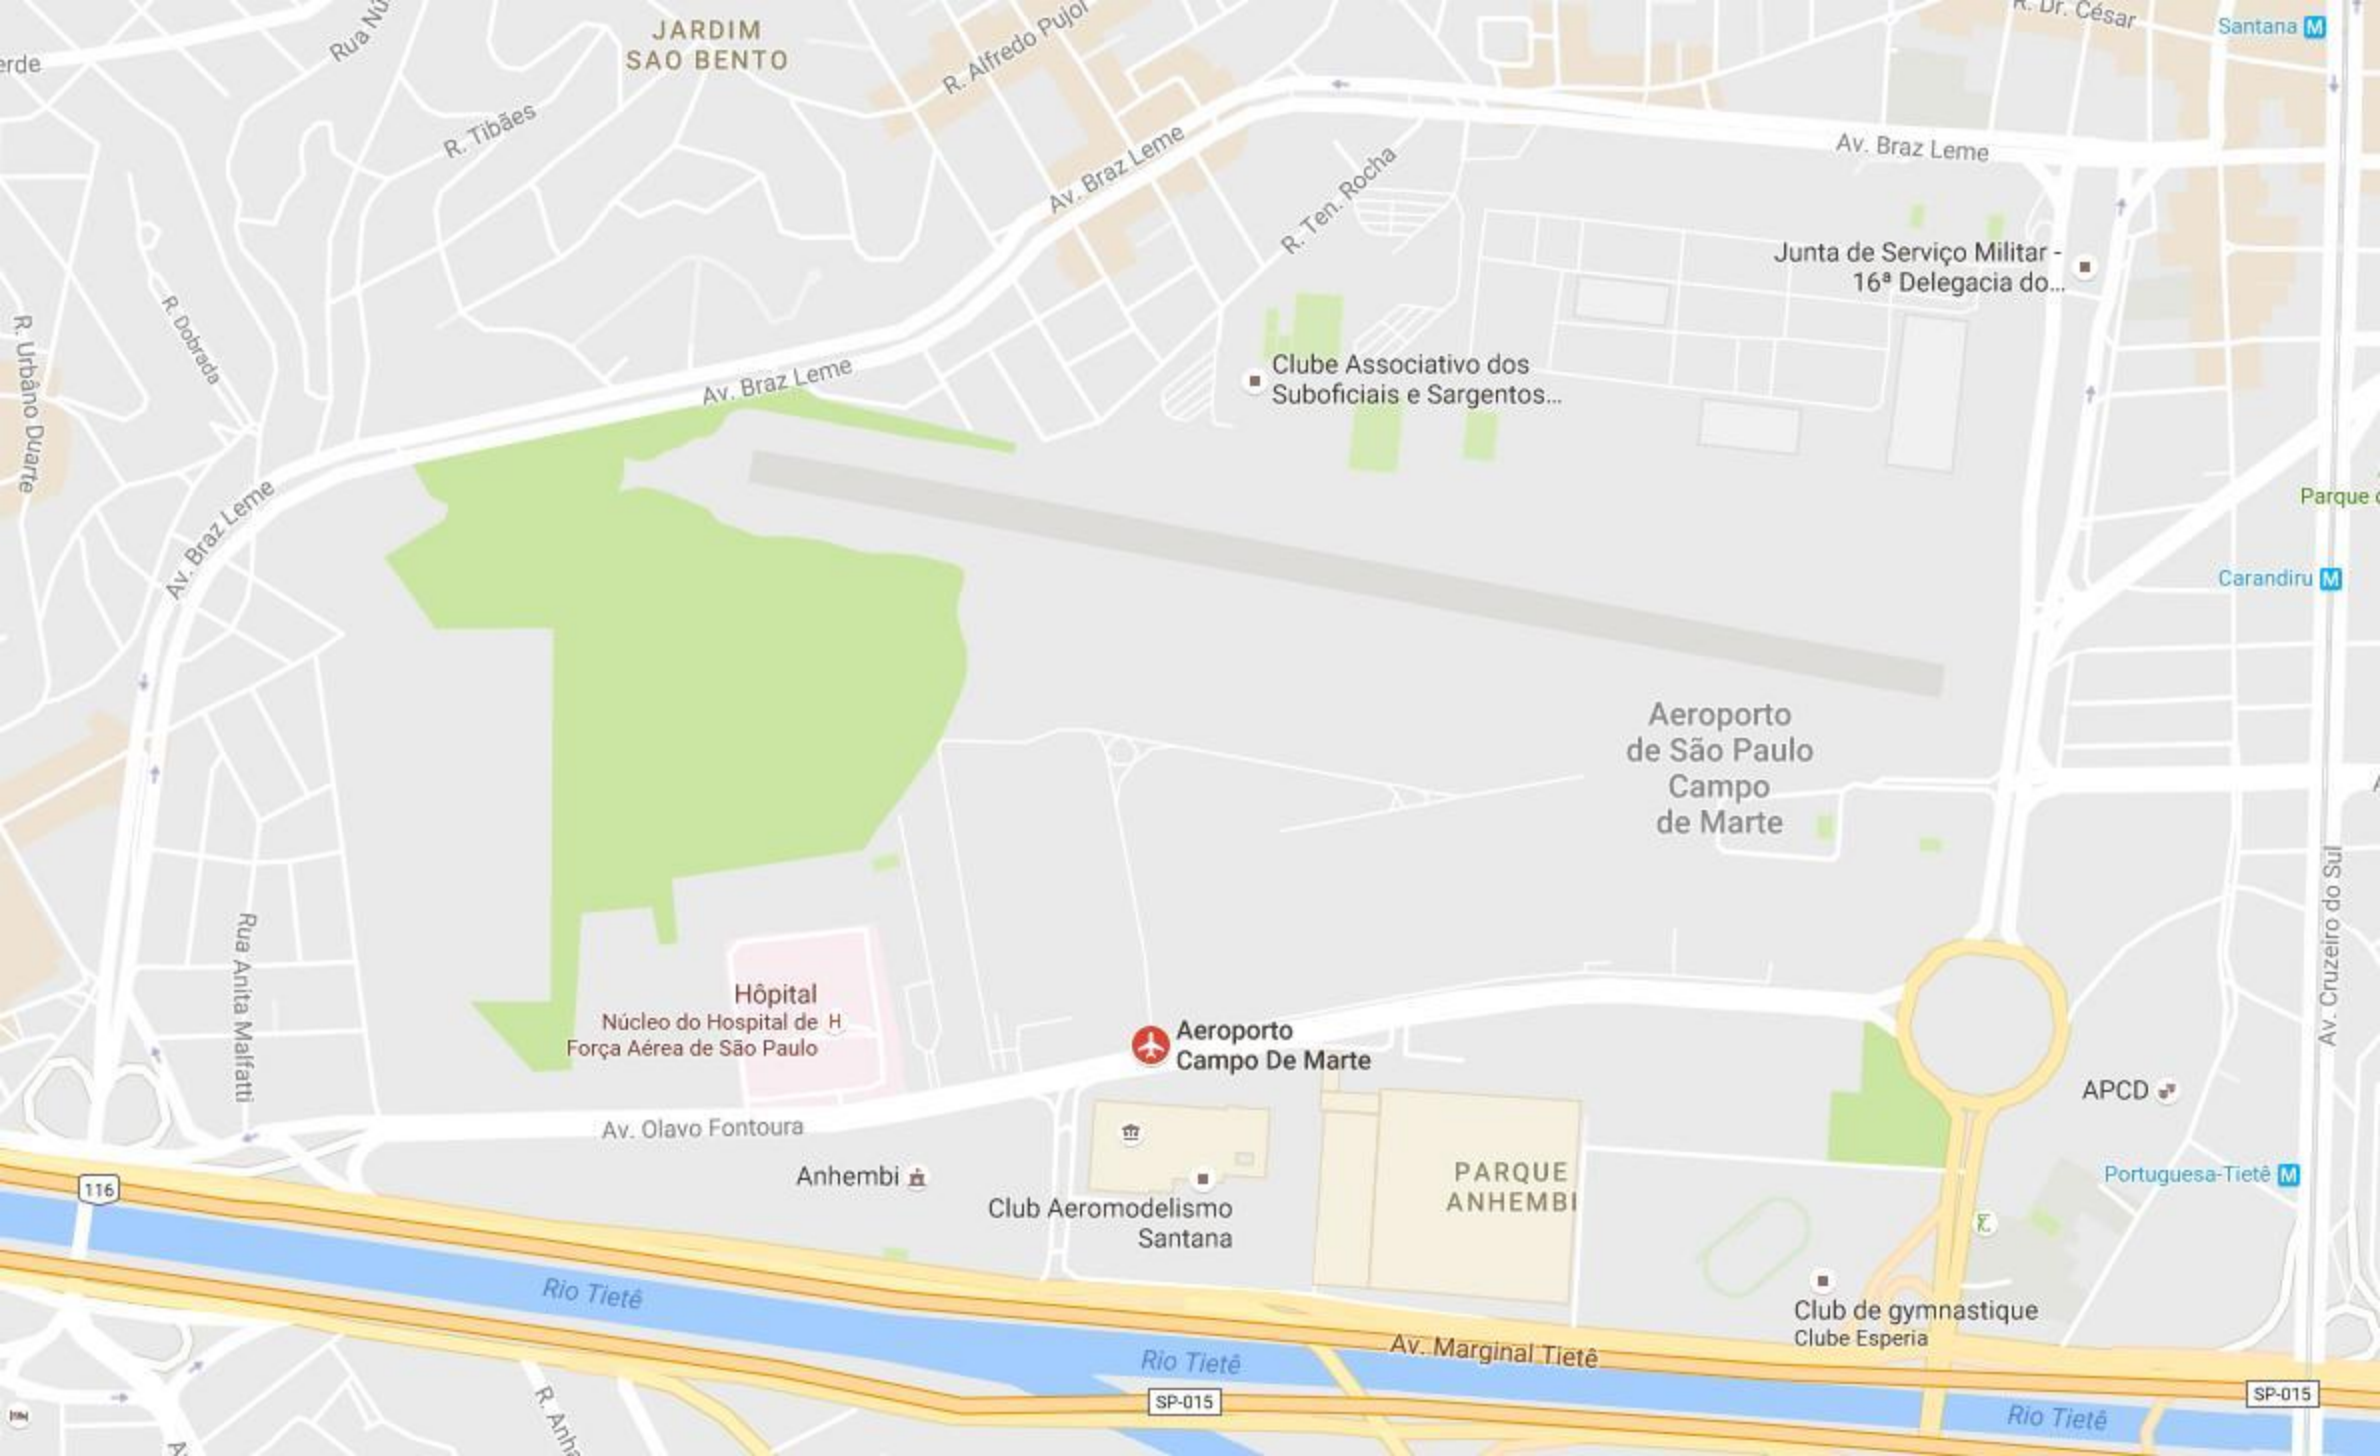 JARDIM
SAO BENTO
R. Alfredo Pujol
R. Dr. César
Santana M
R. Tibães
Av. Braz Leme
Av. Braz Leme
R. Ten. Rocha
Junta de Serviço Militar -
16ª Delegacia do...
R. Dobrada
R. Urbano Duarte
Av. Braz Leme
Clube Associativo dos
Suboficiais e Sargentos...
Av. Braz Leme
Parque
Carandiru M
Aeroporto
de São Paulo
Campo
de Marte
Av. Cruzeiro do Sul
Rua Anita Malfatti
Hôpital
Núcleo do Hospital de H
Força Aérea de São Paulo
Aeroporto
Campo De Marte
APCD
Av. Olavo Fontoura
Anhembi
PARQUE
ANHEMBI
Portuguesa-Tietê M
116
Club Aeromodelismo
Santana
Rio Tietê
Club de gymnastique
Clube Esperia
Av. Marginal Tietê
Rio Tietê
SP-015
SP-015
Rio Tietê